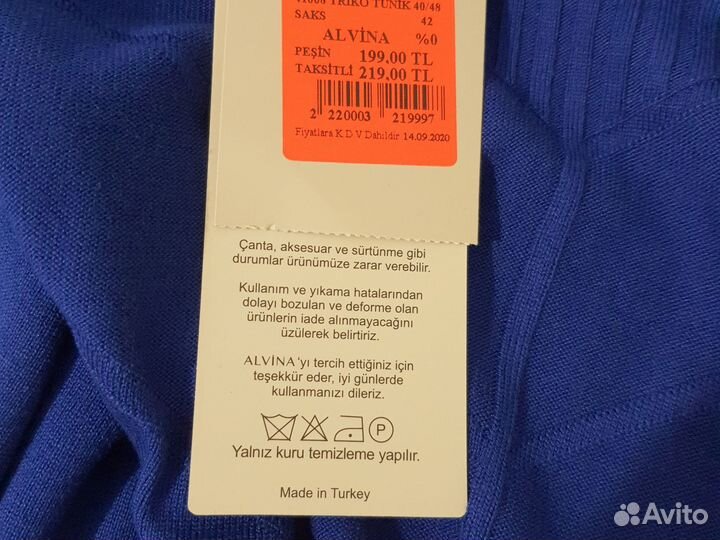 TRİKO TUNİK 40/48
SAKS 42
ALVİNA %0
PEŞİN 199,00 TL
TAKSİTLİ 219,00 TL
2 220003 219997
Fiyatlara K D V Dahildir 14.09.2020
Çanta, aksesuar ve sürtünme gibi
durumlar ürünümüze zarar verebilir.
Kullanım ve yıkama hatalarından
dolayı bozulan ve deforme olan
ürünlerin iade alınmayacağını
üzülerek belirtiriz.
ALVİNA'yı tercih ettiğiniz için
teşekkür eder, iyi günlerde
kullanmanızı dileriz.
P
Yalnız kuru temizleme yapılır.
Made in Turkey
Avito